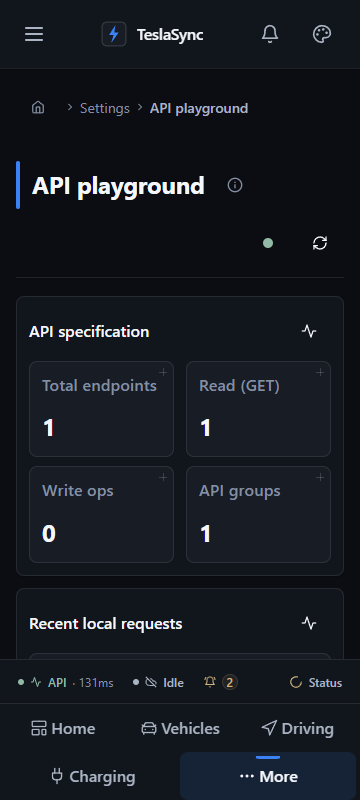 TeslaSync
Settings > API playground
API playground
API specification
Total endpoints
1
Read (GET)
1
Write ops
0
API groups
1
Recent local requests
API · 131ms
Idle
2
Status
Home
Vehicles
Driving
Charging
More